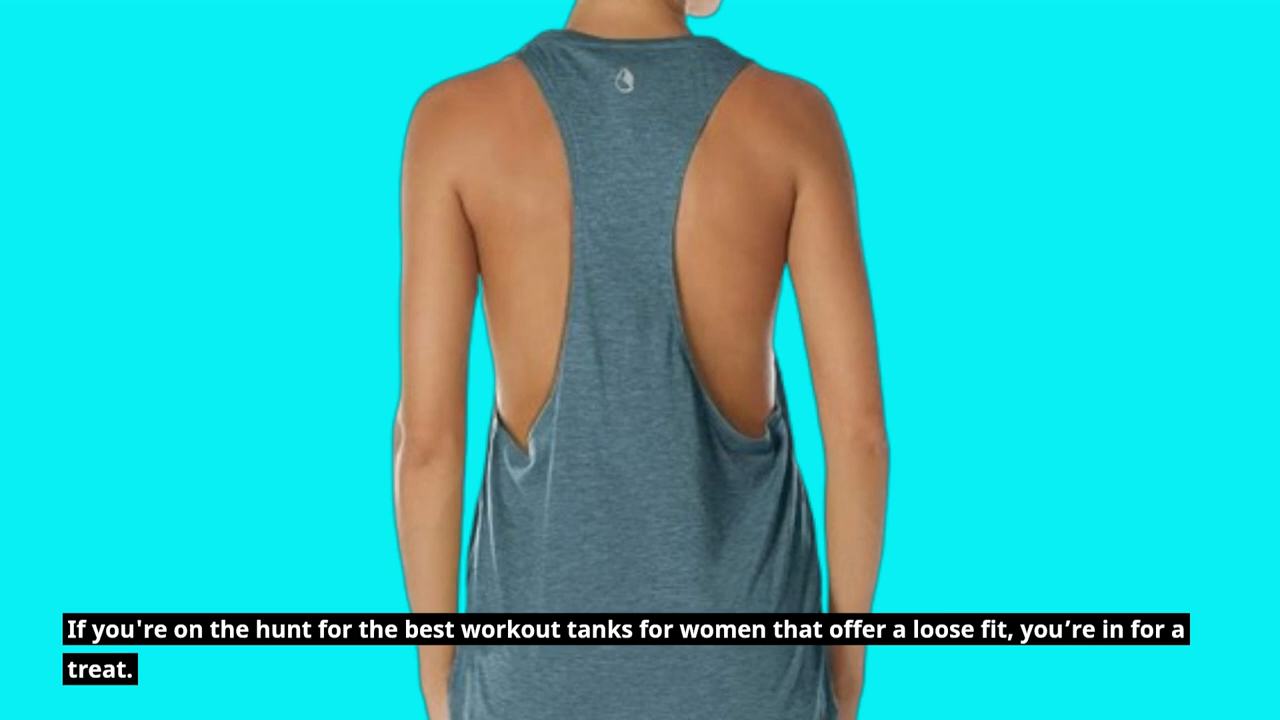 If you're on the hunt for the best workout tanks for women that offer a loose fit, you’re in for a
treat.